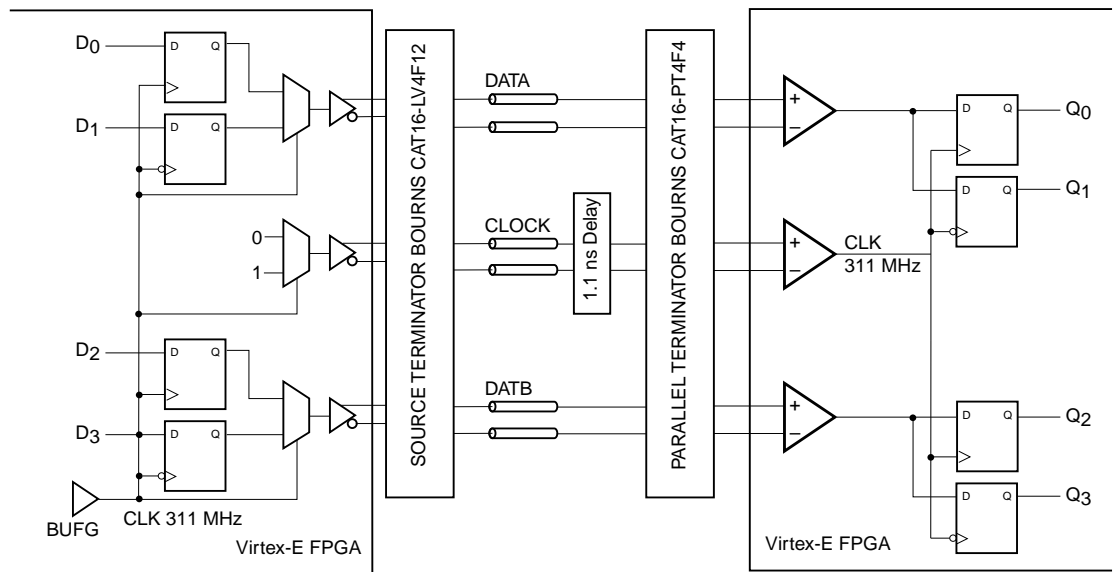 D0
D Q
D1
D Q
0
1
D2
D Q
D3
D Q
BUFG
CLK 311 MHz
Virtex-E FPGA
SOURCE TERMINATOR BOURNS CAT16-LV4F12
DATA
CLOCK
1.1 ns Delay
DATB
PARALLEL TERMINATOR BOURNS CAT16-PT4F4
+
−
+
−
CLK
311 MHz
+
−
D Q
Q0
D Q
Q1
D Q
Q2
D Q
Q3
Virtex-E FPGA